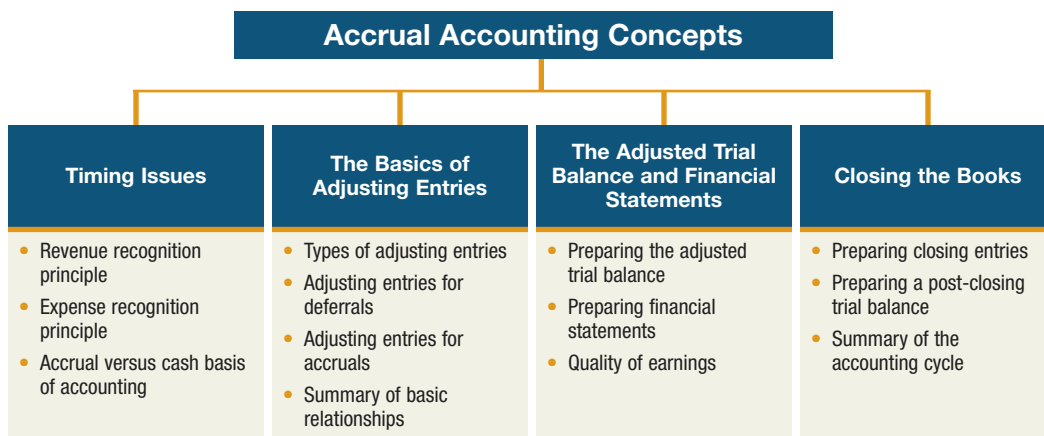 Accrual Accounting Concepts
Timing Issues
• Revenue recognition
principle
• Expense recognition
principle
• Accrual versus cash basis
of accounting
The Basics of
Adjusting Entries
• Types of adjusting entries
• Adjusting entries for
deferrals
• Adjusting entries for
accruals
• Summary of basic
relationships
The Adjusted Trial
Balance and Financial
Statements
• Preparing the adjusted
trial balance
• Preparing financial
statements
• Quality of earnings
Closing the Books
• Preparing closing entries
• Preparing a post-closing
trial balance
• Summary of the
accounting cycle